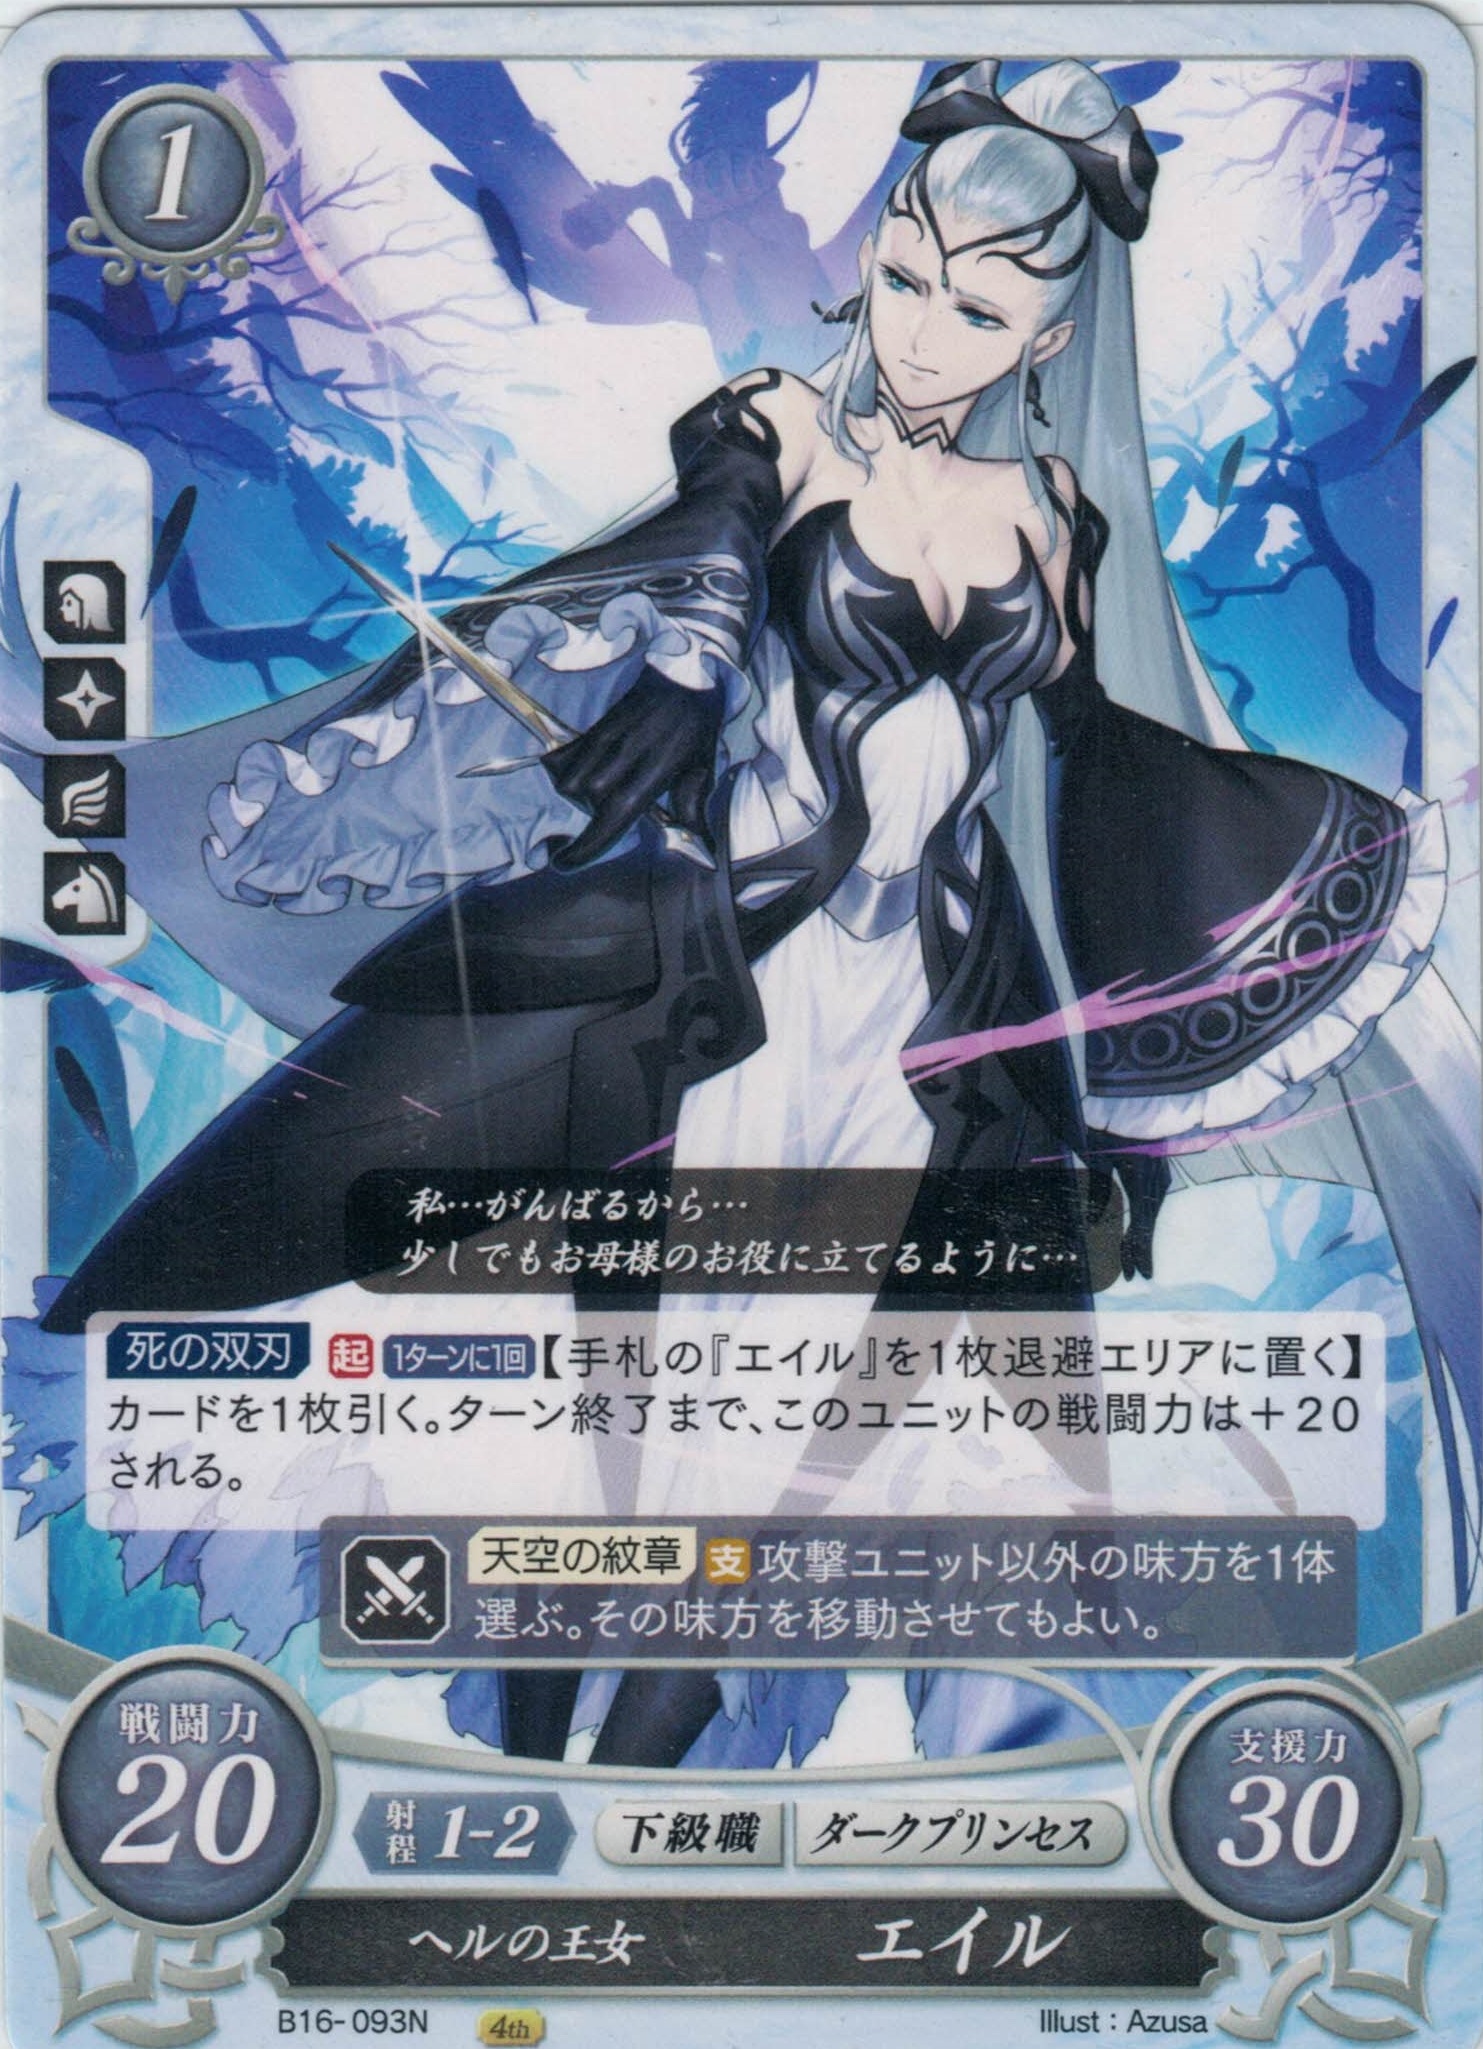 1
私…がんばるから…
少しでもお母様のお役に立てるように…
死の双刃 起 1ターンに1回【手札の『エイル』を1枚退避エリアに置く】
カードを1枚引く。ターン終了まで、このユニットの戦闘力は＋20
される。
天空の紋章 支 攻撃ユニット以外の味方を1体
選ぶ。その味方を移動させてもよい。
戦闘力
20
射程 1-2
下級職
ダークプリンセス
支援力
30
ヘルの王女 エイル
B16-093N
4th
Illust：Azusa